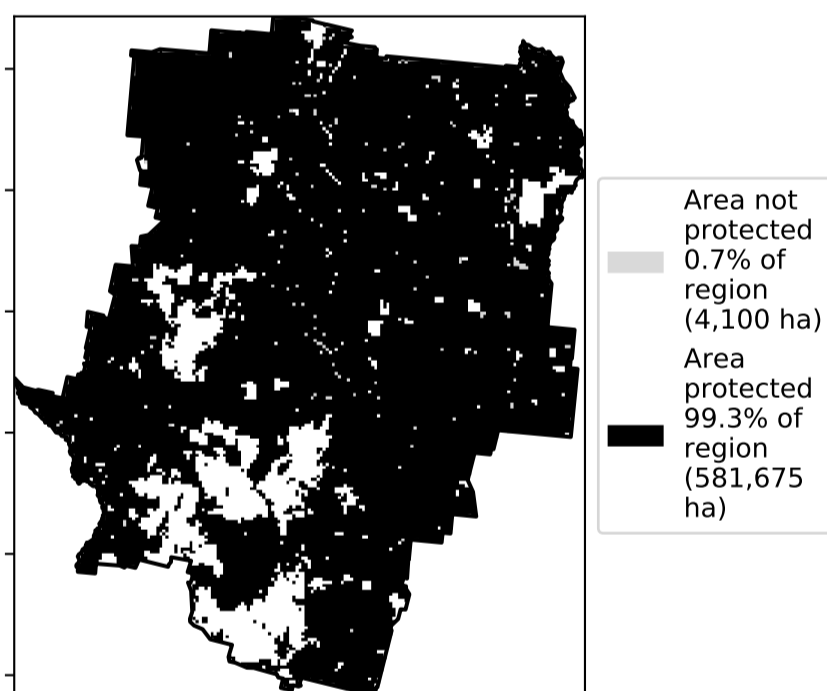 Area not
protected
0.7% of
region
(4,100 ha)
Area
protected
99.3% of
region
(581,675
ha)